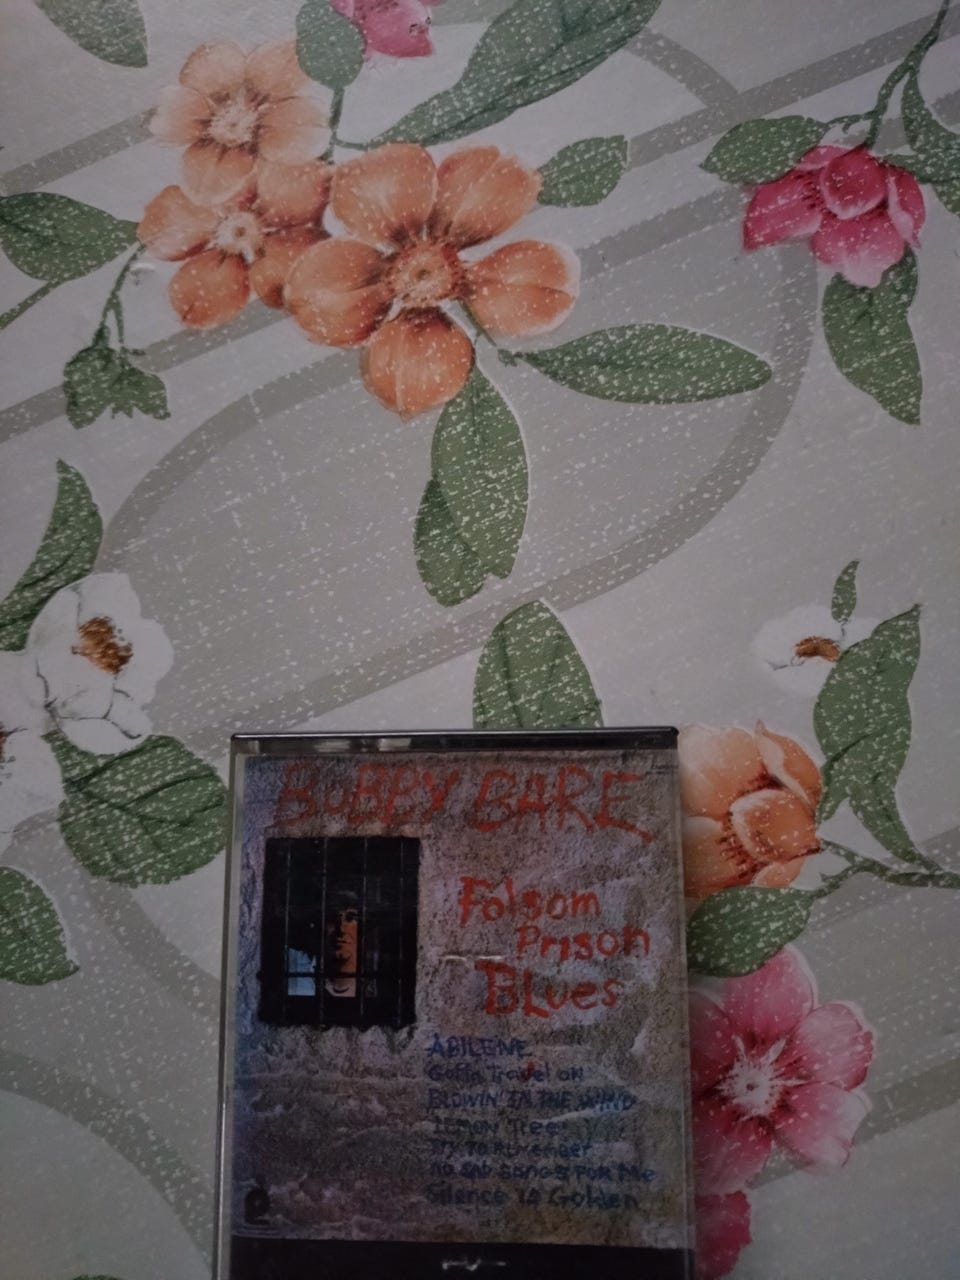 BOBBY BARE
Folsom
Prison
BLues
ABILENE
Gotta Travel on
BLOWIN' IN THE WIND
Lemon Tree
TRY To Remember
no SAD SONGS FOR Me
Silence is Golden